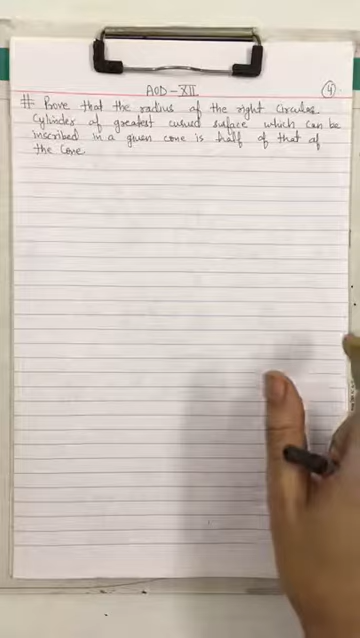 AOD - XII
④
# Prove that the radius of the right circular
cylinder of greatest curved surface which can be
inscribed in a given cone is half of that of
the cone.